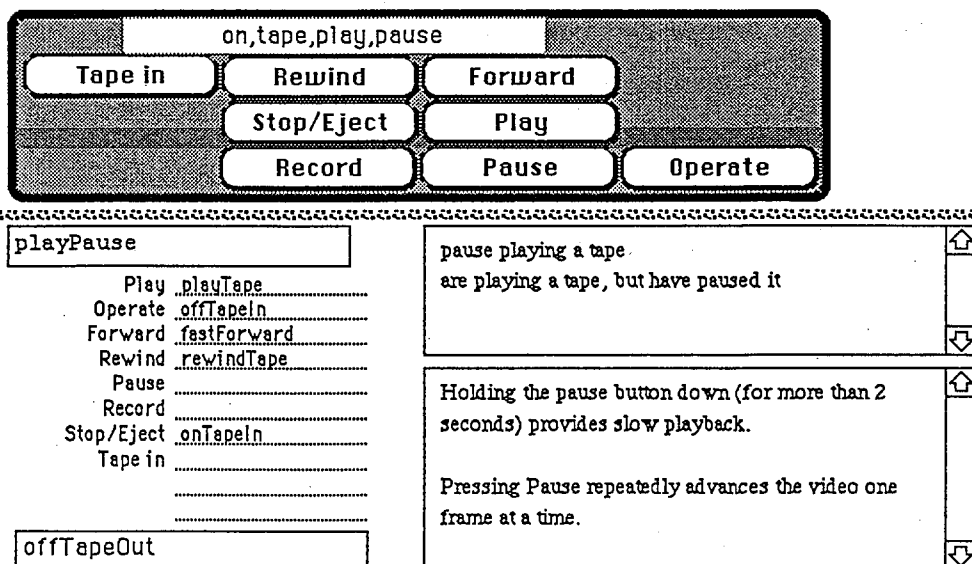 on,tape,play,pause
Tape in Rewind Forward
Stop/Eject Play
Record Pause Operate
playPause
Play playTape
Operate offTapeIn
Forward fastForward
Rewind rewindTape
Pause
Record
Stop/Eject onTapeIn
Tape in
offTapeOut
pause playing a tape
are playing a tape, but have paused it
Holding the pause button down (for more than 2
seconds) provides slow playback.
Pressing Pause repeatedly advances the video one
frame at a time.